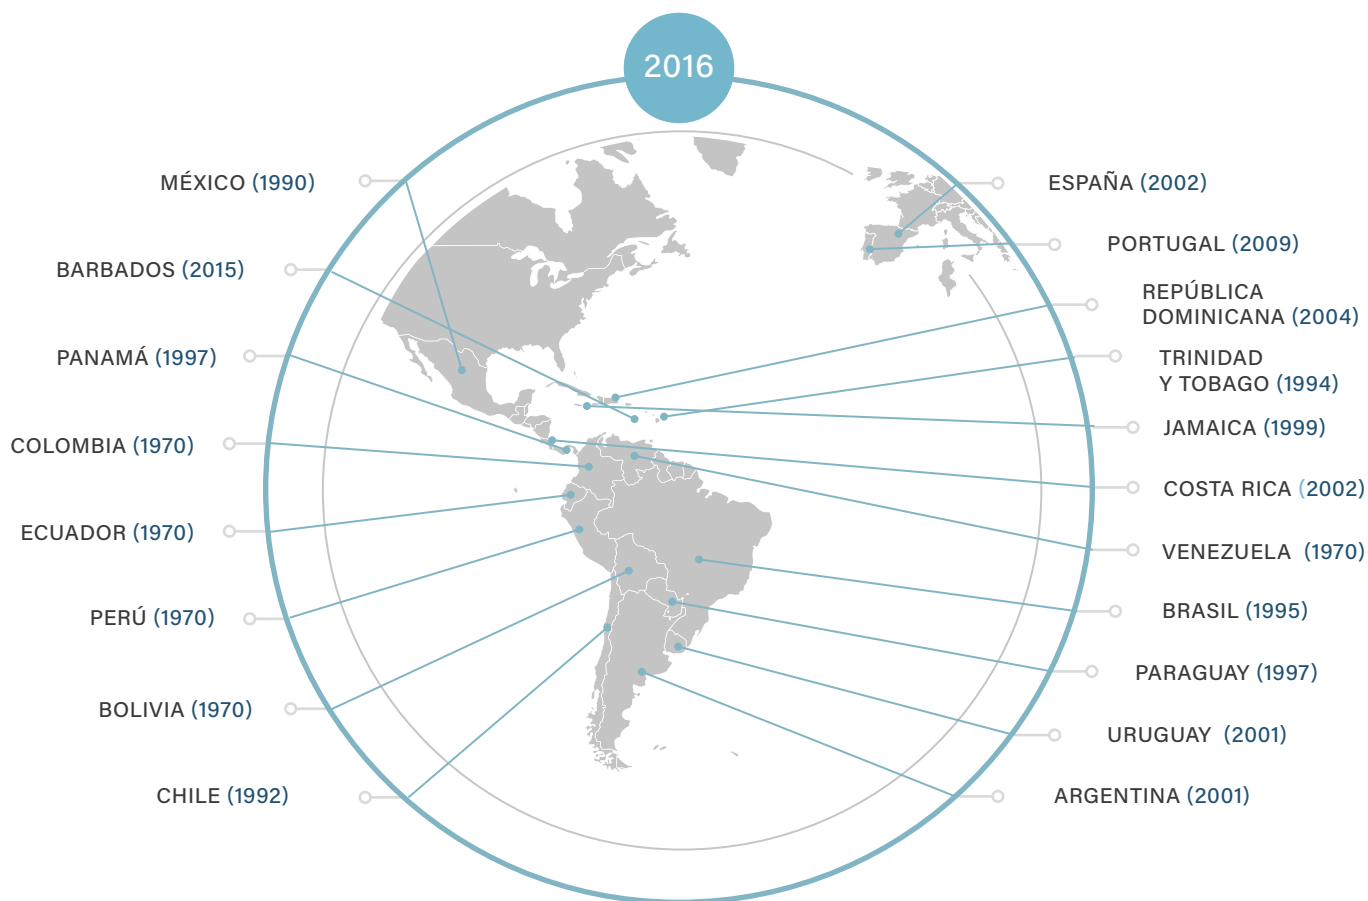 2016
MÉXICO (1990)
BARBADOS (2015)
PANAMÁ (1997)
COLOMBIA (1970)
ECUADOR (1970)
PERÚ (1970)
BOLIVIA (1970)
CHILE (1992)
ESPAÑA (2002)
PORTUGAL (2009)
REPÚBLICA
DOMINICANA (2004)
TRINIDAD
Y TOBAGO (1994)
JAMAICA (1999)
COSTA RICA (2002)
VENEZUELA (1970)
BRASIL (1995)
PARAGUAY (1997)
URUGUAY (2001)
ARGENTINA (2001)